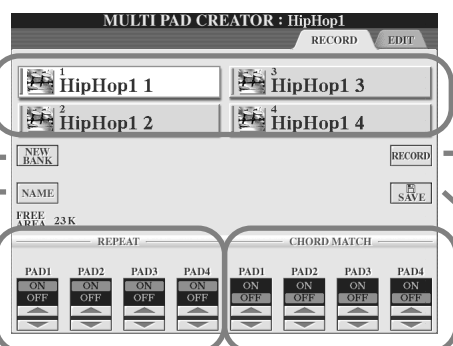 MULTI PAD CREATOR : HipHop1
RECORD EDIT
1 HipHop1 1
3 HipHop1 3
2 HipHop1 2
4 HipHop1 4
NEW BANK
RECORD
NAME
SAVE
FREE AREA 23K
REPEAT
CHORD MATCH
PAD1 PAD2 PAD3 PAD4 PAD1 PAD2 PAD3 PAD4
ON ON ON ON ON ON ON ON
OFF OFF OFF OFF OFF OFF OFF OFF